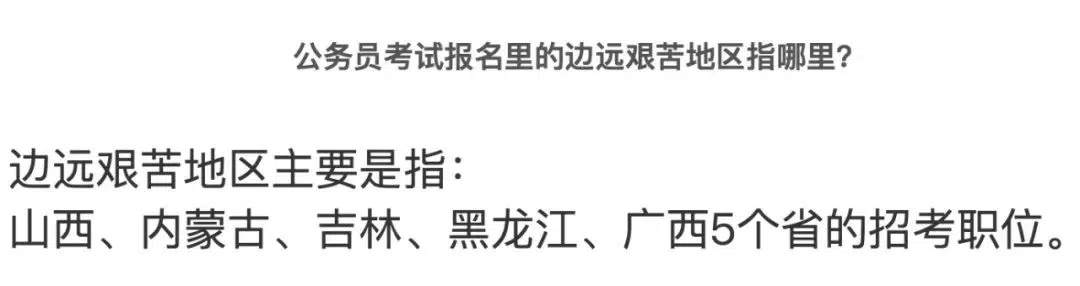 公务员考试报名里的边远艰苦地区指哪里?
边远艰苦地区主要是指:
山西、内蒙古、吉林、黑龙江、广西5个省的招考职位。